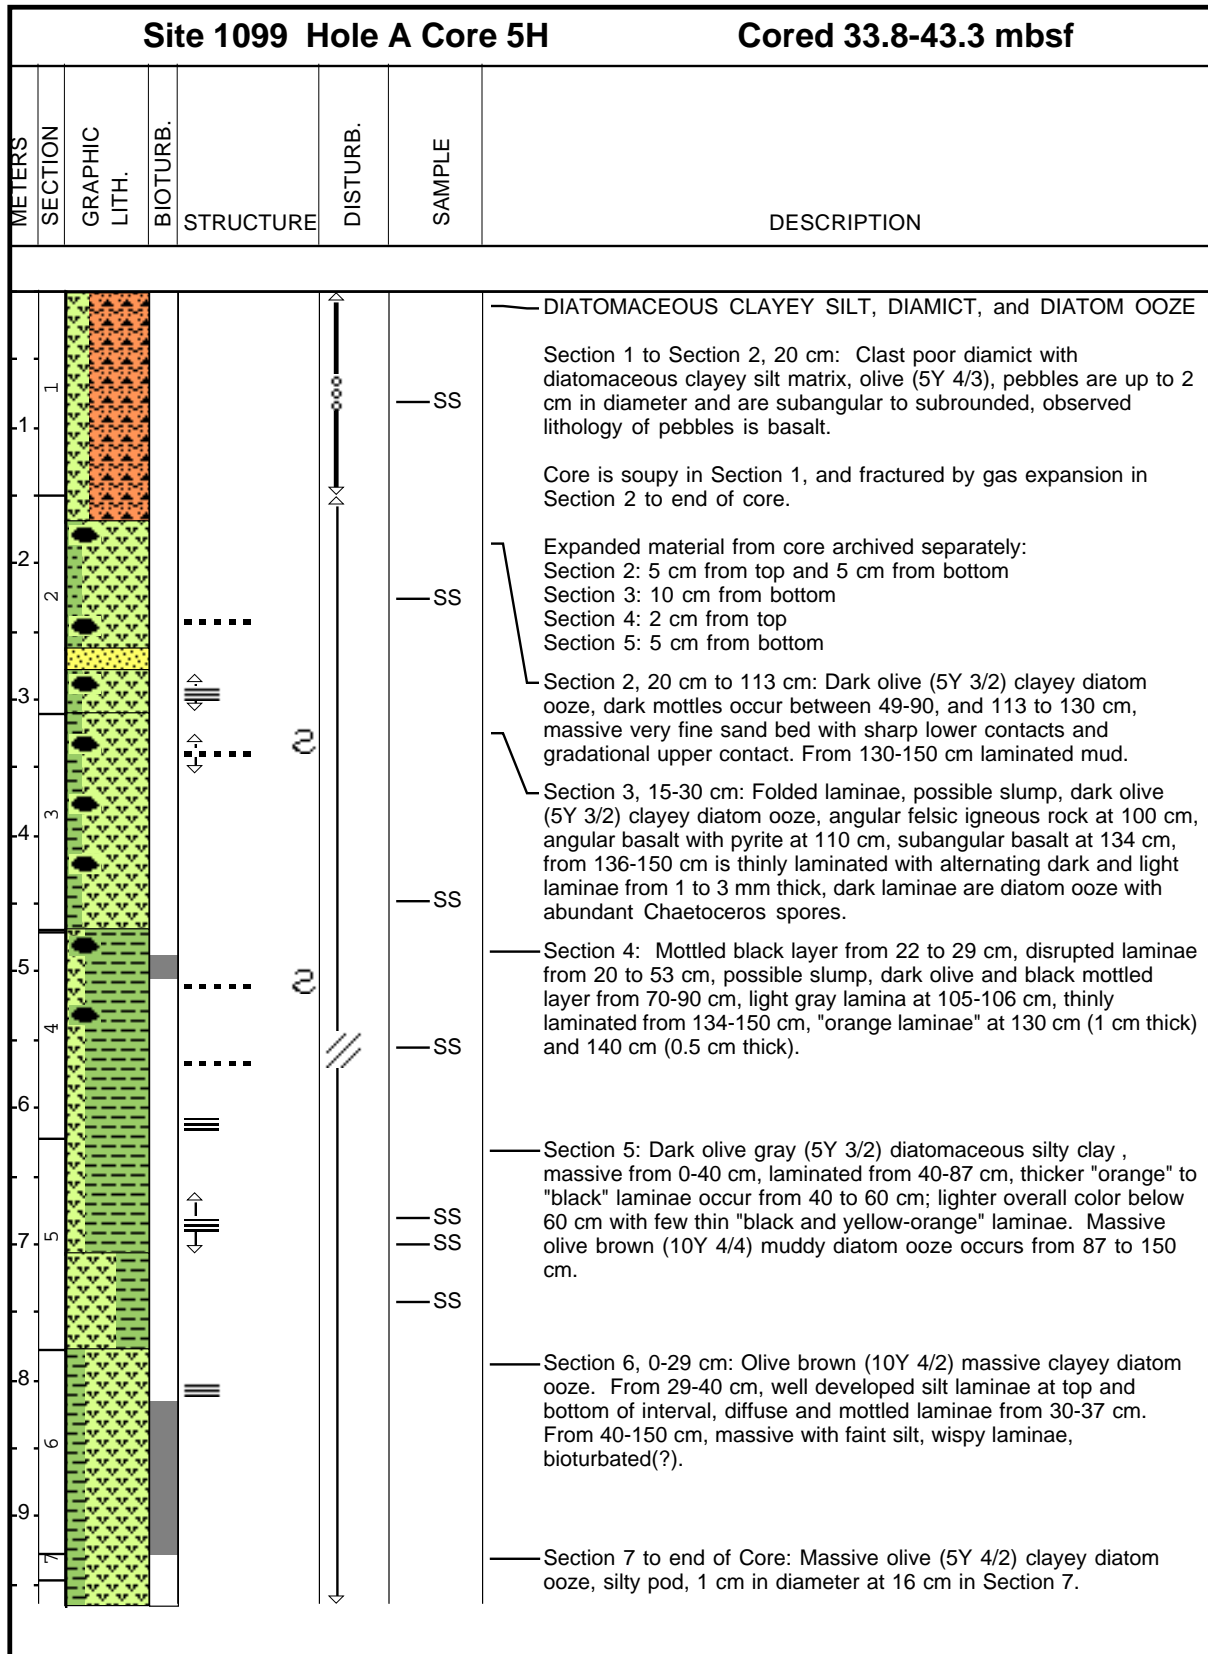 Site 1099 Hole A Core 5H Cored 33.8-43.3 mbsf
METERS
SECTION
GRAPHIC
LITH.
BIOTURB.
STRUCTURE
DISTURB.
SAMPLE
DESCRIPTION
DIATOMACEOUS CLAYEY SILT, DIAMICT, and DIATOM OOZE
Section 1 to Section 2, 20 cm: Clast poor diamict with
diatomaceous clayey silt matrix, olive (5Y 4/3), pebbles are up to 2
cm in diameter and are subangular to subrounded, observed
lithology of pebbles is basalt.
Core is soupy in Section 1, and fractured by gas expansion in
Section 2 to end of core.
Expanded material from core archived separately:
Section 2: 5 cm from top and 5 cm from bottom
Section 3: 10 cm from bottom
Section 4: 2 cm from top
Section 5: 5 cm from bottom
Section 2, 20 cm to 113 cm: Dark olive (5Y 3/2) clayey diatom
ooze, dark mottles occur between 49-90, and 113 to 130 cm,
massive very fine sand bed with sharp lower contacts and
gradational upper contact. From 130-150 cm laminated mud.
Section 3, 15-30 cm: Folded laminae, possible slump, dark olive
(5Y 3/2) clayey diatom ooze, angular felsic igneous rock at 100 cm,
angular basalt with pyrite at 110 cm, subangular basalt at 134 cm,
from 136-150 cm is thinly laminated with alternating dark and light
laminae from 1 to 3 mm thick, dark laminae are diatom ooze with
abundant Chaetoceros spores.
Section 4: Mottled black layer from 22 to 29 cm, disrupted laminae
from 20 to 53 cm, possible slump, dark olive and black mottled
layer from 70-90 cm, light gray lamina at 105-106 cm, thinly
laminated from 134-150 cm, "orange laminae" at 130 cm (1 cm thick)
and 140 cm (0.5 cm thick).
Section 5: Dark olive gray (5Y 3/2) diatomaceous silty clay ,
massive from 0-40 cm, laminated from 40-87 cm, thicker "orange" to
"black" laminae occur from 40 to 60 cm; lighter overall color below
60 cm with few thin "black and yellow-orange" laminae. Massive
olive brown (10Y 4/4) muddy diatom ooze occurs from 87 to 150
cm.
Section 6, 0-29 cm: Olive brown (10Y 4/2) massive clayey diatom
ooze. From 29-40 cm, well developed silt laminae at top and
bottom of interval, diffuse and mottled laminae from 30-37 cm.
From 40-150 cm, massive with faint silt, wispy laminae,
bioturbated(?).
Section 7 to end of Core: Massive olive (5Y 4/2) clayey diatom
ooze, silty pod, 1 cm in diameter at 16 cm in Section 7.
1
2
3
4
5
6
7
8
9
1
2
3
4
5
6
7
SS
SS
SS
SS
SS
SS
SS